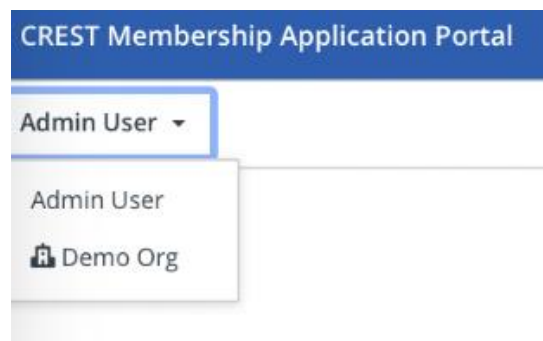 CREST Membership Application Portal
Admin User
Admin User
Demo Org